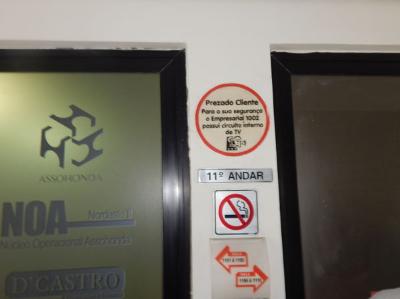 Prezado Cliente
Para a sua segurança
o Empresarial 1002
possui circuito interno
de TV
ASSOHONDA
11º ANDAR
NOA Nordeste I
Núcleo Operacional Assohonda
D'CASTRO